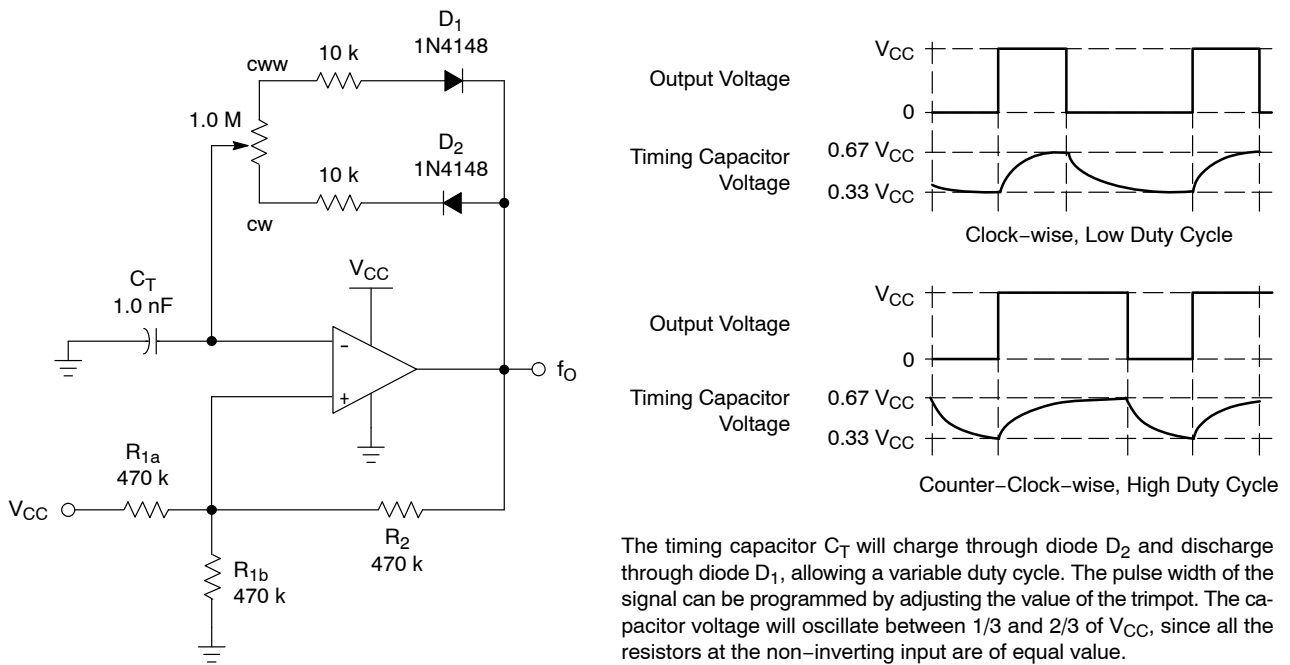 D1
1N4148
10 k
cww
1.0 M
D2
1N4148
10 k
cw
CT
1.0 nF
VCC
-
+
fO
R1a
470 k
VCC
R2
470 k
R1b
470 k
Output Voltage
VCC
0
Timing Capacitor
Voltage
0.67 VCC
0.33 VCC
Clock−wise, Low Duty Cycle
Output Voltage
VCC
0
Timing Capacitor
Voltage
0.67 VCC
0.33 VCC
Counter−Clock−wise, High Duty Cycle
The timing capacitor CT will charge through diode D2 and discharge
through diode D1, allowing a variable duty cycle. The pulse width of the
signal can be programmed by adjusting the value of the trimpot. The ca-
pacitor voltage will oscillate between 1/3 and 2/3 of VCC, since all the
resistors at the non−inverting input are of equal value.